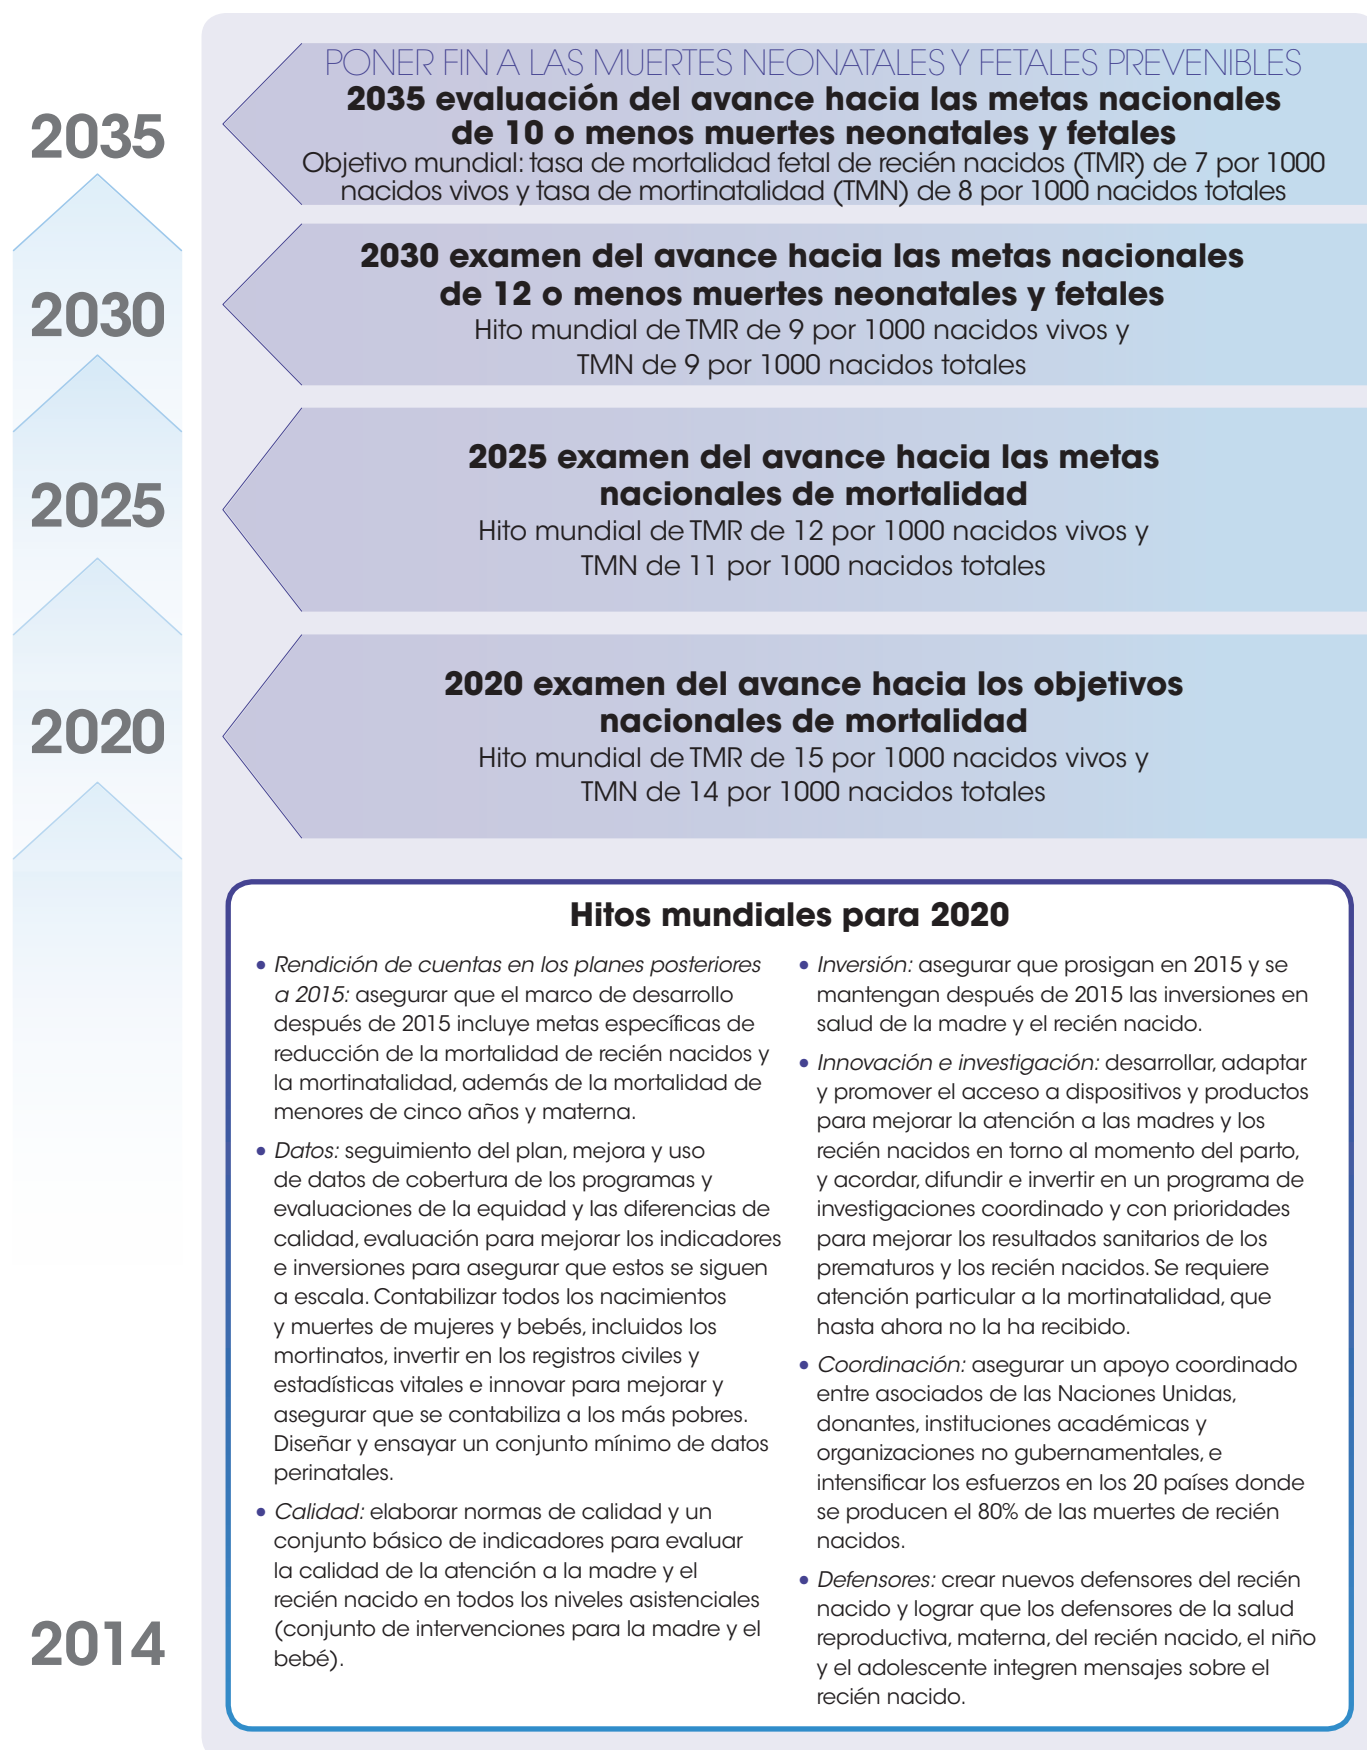 PONER FIN A LAS MUERTES NEONATALES Y FETALES PREVENIBLES
2035 evaluación del avance hacia las metas nacionales
de 10 o menos muertes neonatales y fetales
Objetivo mundial: tasa de mortalidad fetal de recién nacidos (TMR) de 7 por 1000
nacidos vivos y tasa de mortinatalidad (TMN) de 8 por 1000 nacidos totales
2035
2030 examen del avance hacia las metas nacionales
de 12 o menos muertes neonatales y fetales
Hito mundial de TMR de 9 por 1000 nacidos vivos y
TMN de 9 por 1000 nacidos totales
2030
2025 examen del avance hacia las metas
nacionales de mortalidad
Hito mundial de TMR de 12 por 1000 nacidos vivos y
TMN de 11 por 1000 nacidos totales
2025
2020 examen del avance hacia los objetivos
nacionales de mortalidad
Hito mundial de TMR de 15 por 1000 nacidos vivos y
TMN de 14 por 1000 nacidos totales
2020
Hitos mundiales para 2020
• Rendición de cuentas en los planes posteriores
a 2015: asegurar que el marco de desarrollo
después de 2015 incluye metas específicas de
reducción de la mortalidad de recién nacidos y
la mortinatalidad, además de la mortalidad de
menores de cinco años y materna.
• Datos: seguimiento del plan, mejora y uso
de datos de cobertura de los programas y
evaluaciones de la equidad y las diferencias de
calidad, evaluación para mejorar los indicadores
e inversiones para asegurar que estos se siguen
a escala. Contabilizar todos los nacimientos
y muertes de mujeres y bebés, incluidos los
mortinatos, invertir en los registros civiles y
estadísticas vitales e innovar para mejorar y
asegurar que se contabiliza a los más pobres.
Diseñar y ensayar un conjunto mínimo de datos
perinatales.
• Calidad: elaborar normas de calidad y un
conjunto básico de indicadores para evaluar
la calidad de la atención a la madre y el
recién nacido en todos los niveles asistenciales
(conjunto de intervenciones para la madre y el
bebé).
• Inversión: asegurar que prosigan en 2015 y se
mantengan después de 2015 las inversiones en
salud de la madre y el recién nacido.
• Innovación e investigación: desarrollar, adaptar
y promover el acceso a dispositivos y productos
para mejorar la atención a las madres y los
recién nacidos en torno al momento del parto,
y acordar, difundir e invertir en un programa de
investigaciones coordinado y con prioridades
para mejorar los resultados sanitarios de los
prematuros y los recién nacidos. Se requiere
atención particular a la mortinatalidad, que
hasta ahora no la ha recibido.
• Coordinación: asegurar un apoyo coordinado
entre asociados de las Naciones Unidas,
donantes, instituciones académicas y
organizaciones no gubernamentales, e
intensificar los esfuerzos en los 20 países donde
se producen el 80% de las muertes de recién
nacidos.
• Defensores: crear nuevos defensores del recién
nacido y lograr que los defensores de la salud
reproductiva, materna, del recién nacido, el niño
y el adolescente integren mensajes sobre el
recién nacido.
2014